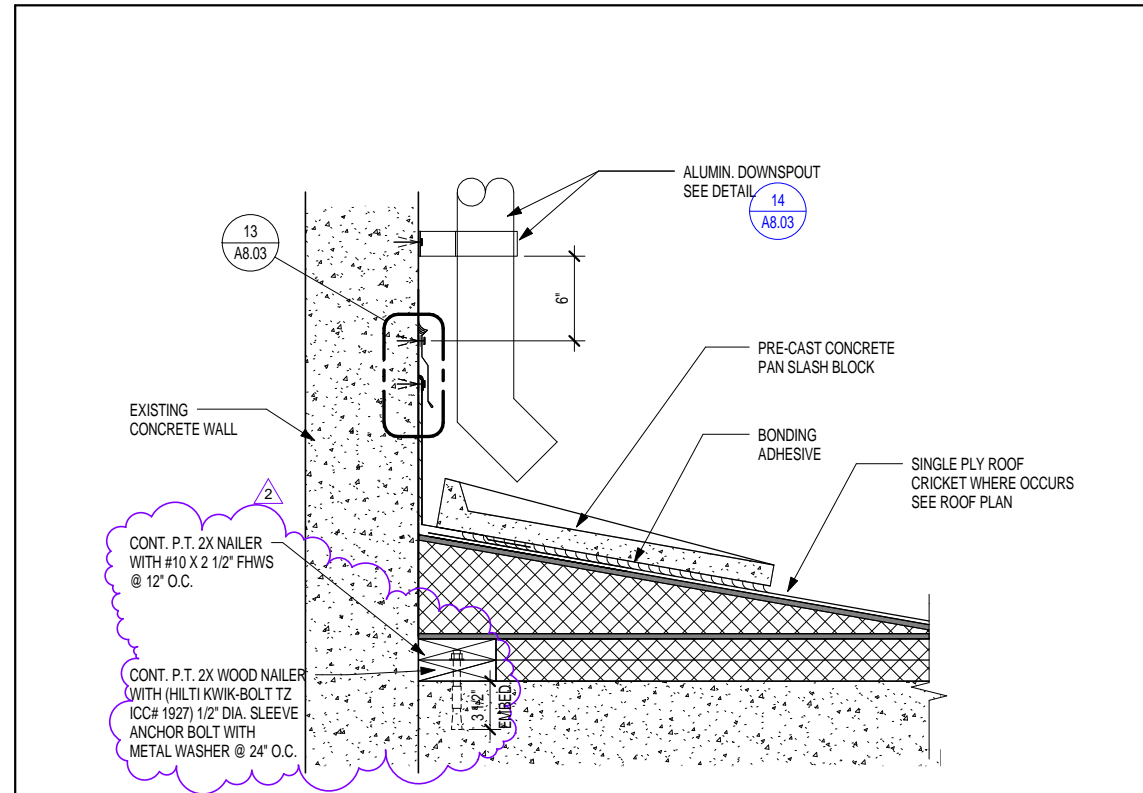 ALUMIN. DOWNSPOUT
SEE DETAIL
14
A8.03
13
A8.03
6"
PRE-CAST CONCRETE
PAN SLASH BLOCK
EXISTING
CONCRETE WALL
BONDING
ADHESIVE
SINGLE PLY ROOF
CRICKET WHERE OCCURS
SEE ROOF PLAN
2
CONT. P.T. 2X NAILER
WITH #10 X 2 1/2" FHWS
@ 12" O.C.
CONT. P.T. 2X WOOD NAILER
WITH (HILTI KWIK-BOLT TZ
ICC# 1927) 1/2" DIA. SLEEVE
ANCHOR BOLT WITH
METAL WASHER @ 24" O.C.
3 1/2"
EMBED